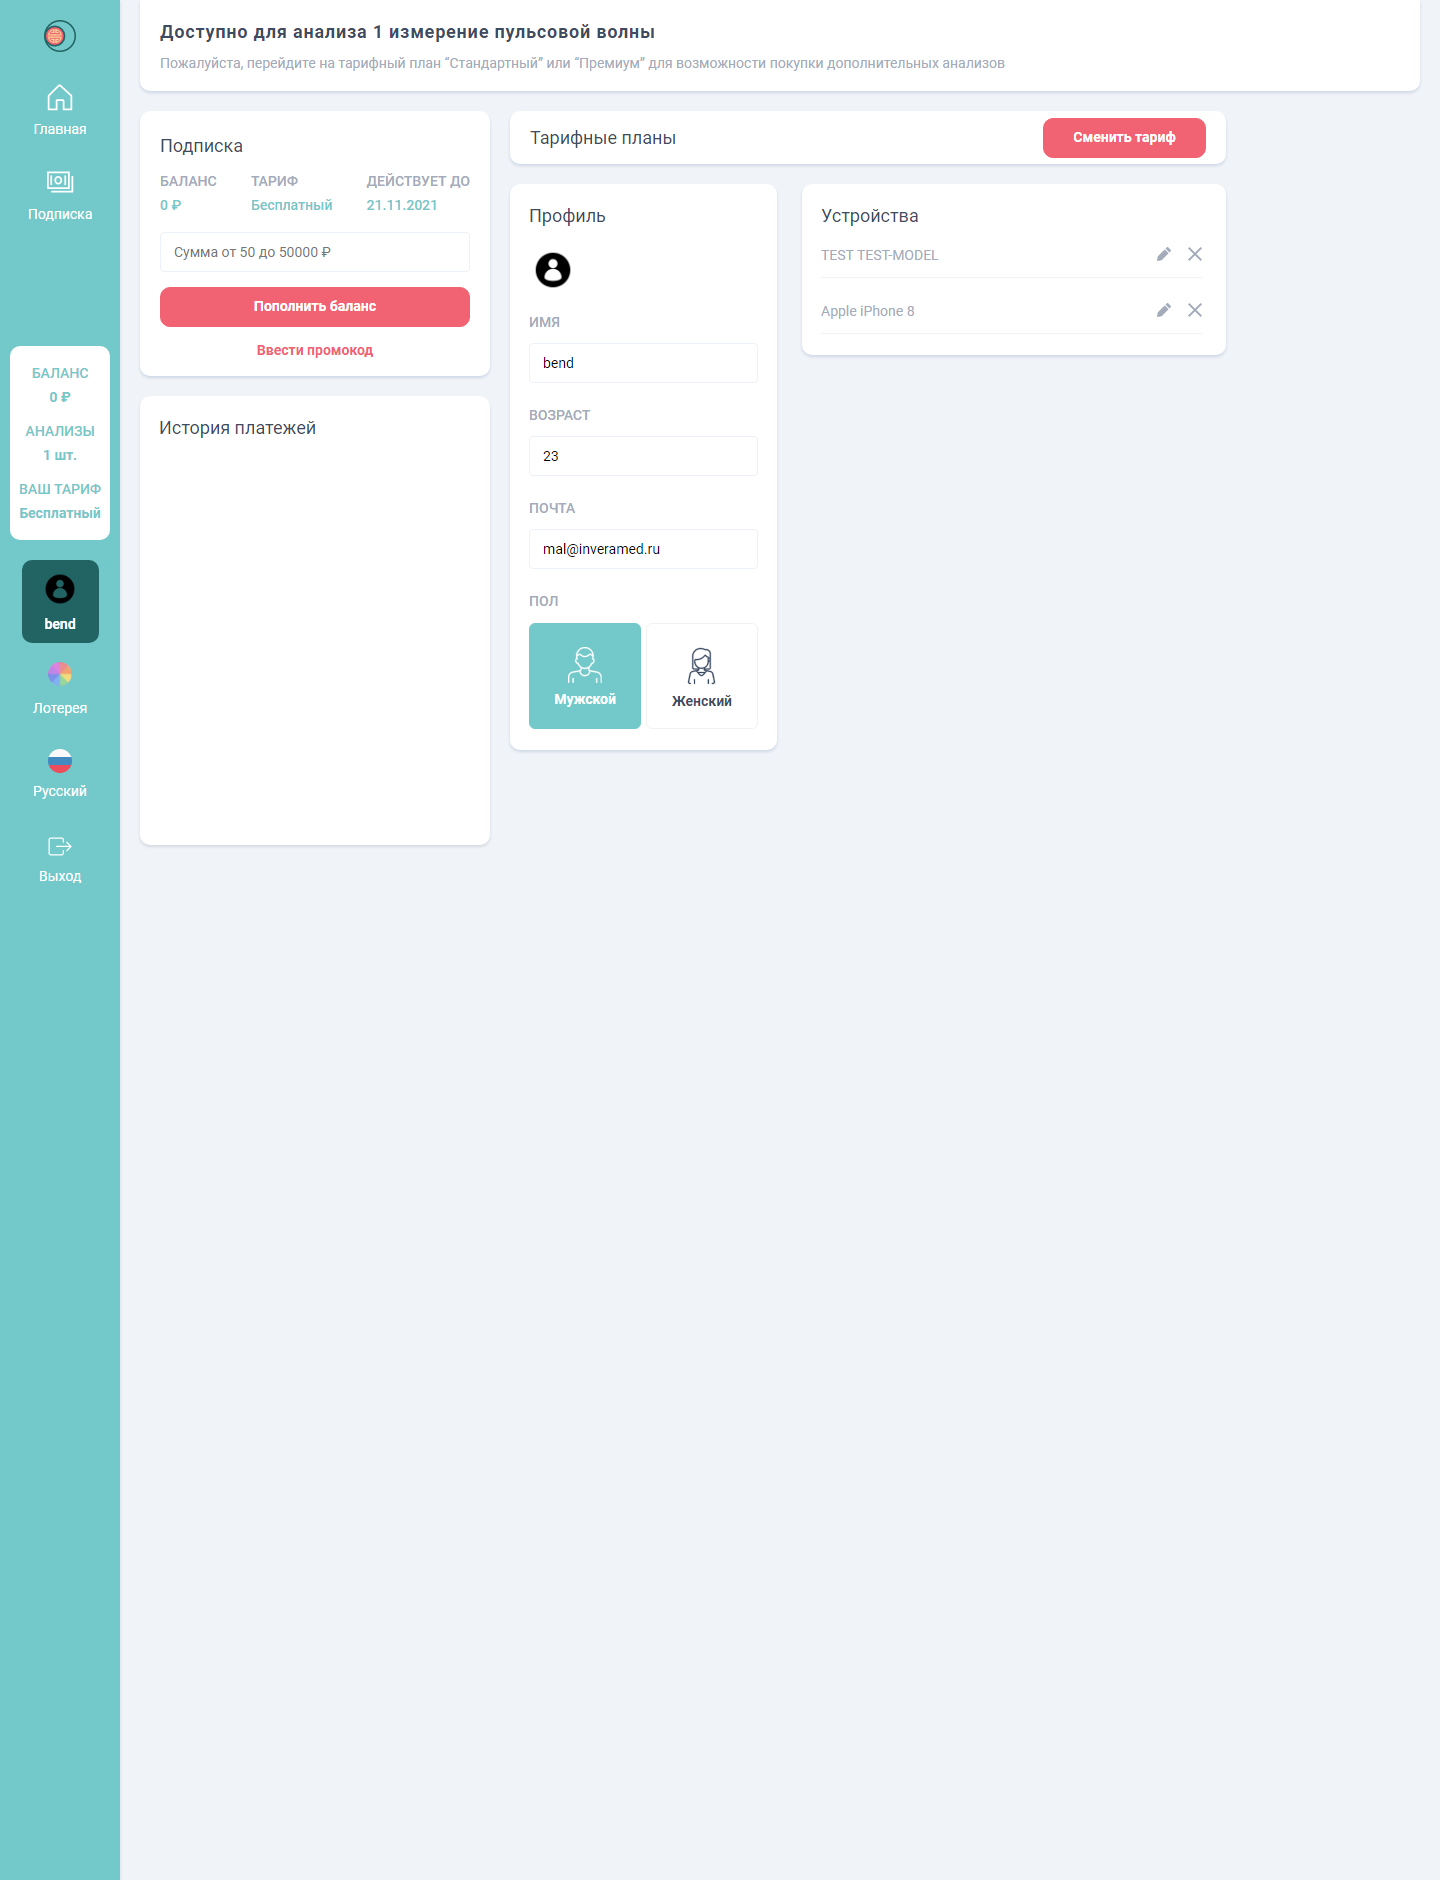 Главная
Подписка
БАЛАНС
0 ₽
АНАЛИЗЫ
1 шт.
ВАШ ТАРИФ
Бесплатный
bend
Лотерея
Русский
Выход
Доступно для анализа 1 измерение пульсовой волны
Пожалуйста, перейдите на тарифный план “Стандартный” или “Премиум” для возможности покупки дополнительных анализов
Подписка
БАЛАНС ТАРИФ ДЕЙСТВУЕТ ДО
0 ₽ Бесплатный 21.11.2021
Сумма от 50 до 50000 ₽
Пополнить баланс
Ввести промокод
История платежей
Тарифные планы
Сменить тариф
Профиль
ИМЯ
bend
ВОЗРАСТ
23
ПОЧТА
mal@inveramed.ru
ПОЛ
Мужской
Женский
Устройства
TEST TEST-MODEL
Apple iPhone 8